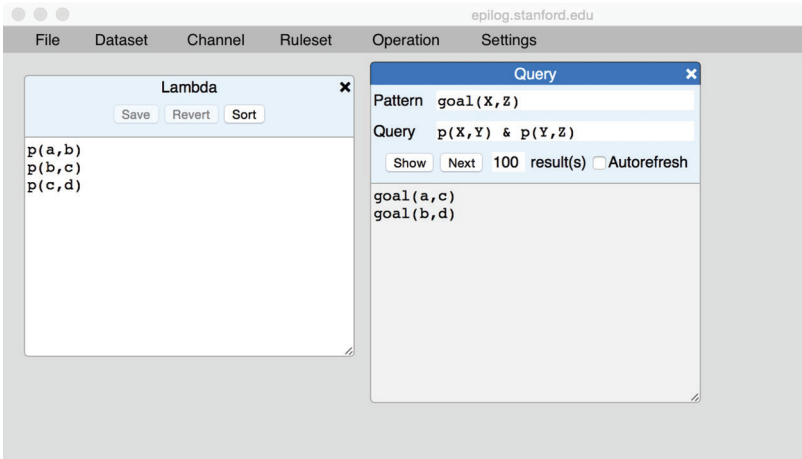 epilog.stanford.edu
File Dataset Channel Ruleset Operation Settings
Lambda
Save Revert Sort
p(a,b)
p(b,c)
p(c,d)
Query
Pattern goal(X,Z)
Query p(X,Y) & p(Y,Z)
Show Next 100 result(s) Autorefresh
goal(a,c)
goal(b,d)